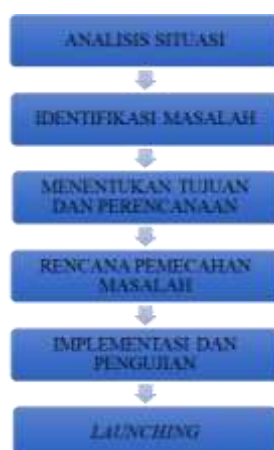 ANALISIS SITUASI
IDENTIFIKASI MASALAH
MENENTUKAN TUJUAN
DAN PERENCANAAN
RENCANA PEMECAHAN
MASALAH
IMPLEMENTASI DAN
PENGUJIAN
LAUNCHING